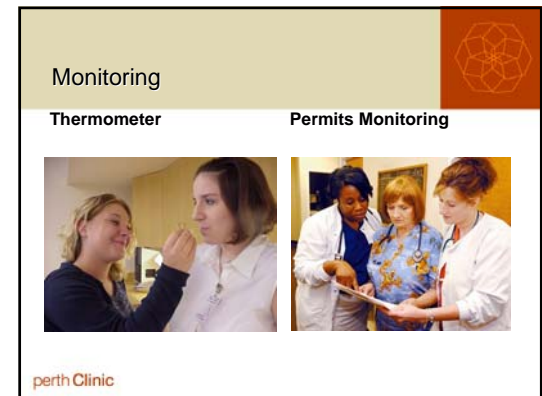 Monitoring
Thermometer
Permits Monitoring
perth Clinic